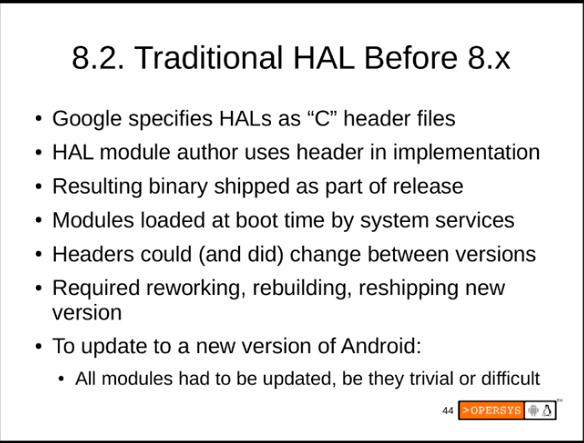 8.2. Traditional HAL Before 8.x
• Google specifies HALs as “C” header files
• HAL module author uses header in implementation
• Resulting binary shipped as part of release
• Modules loaded at boot time by system services
• Headers could (and did) change between versions
• Required reworking, rebuilding, reshipping new
version
• To update to a new version of Android:
• All modules had to be updated, be they trivial or difficult
44 >OPERSYS